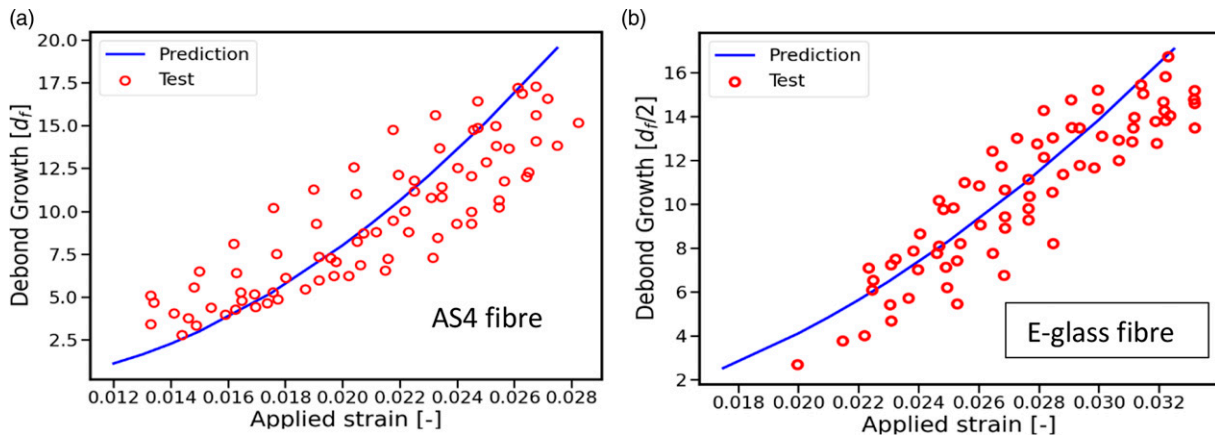 (a)
Debond Growth [d_f]
20.0
17.5
15.0
12.5
10.0
7.5
5.0
2.5
Prediction
Test
AS4 fibre
0.012 0.014 0.016 0.018 0.020 0.022 0.024 0.026 0.028
Applied strain [-]
(b)
Debond Growth [d_f/2]
16
14
12
10
8
6
4
2
Prediction
Test
E-glass fibre
0.018 0.020 0.022 0.024 0.026 0.028 0.030 0.032
Applied strain [-]